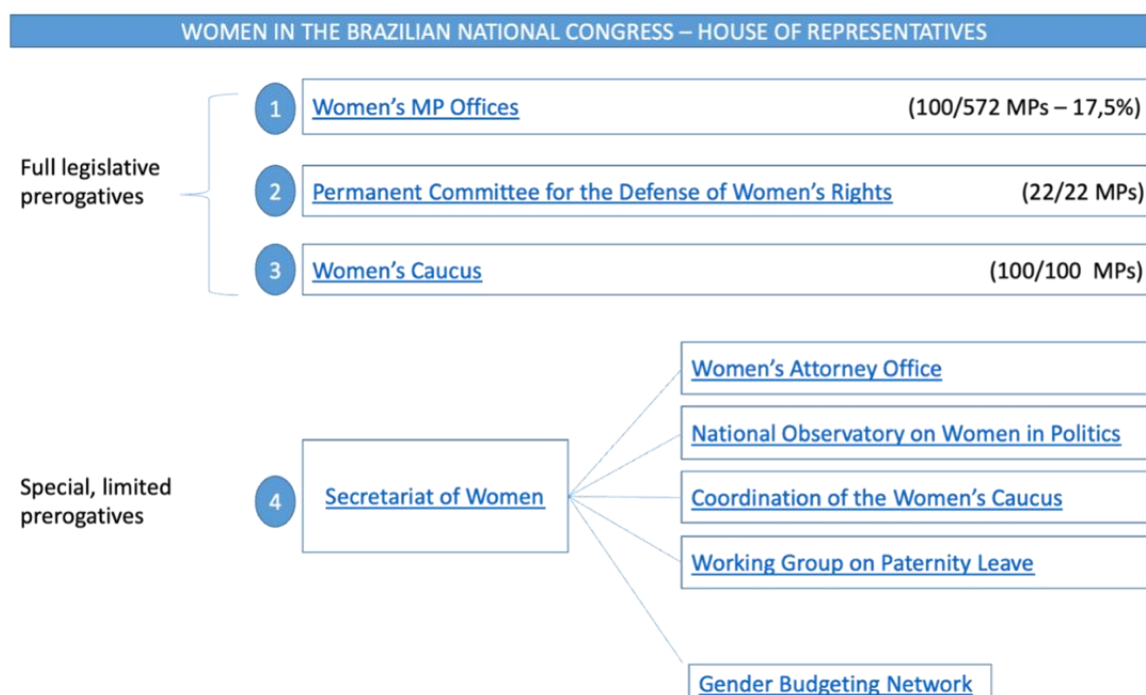 WOMEN IN THE BRAZILIAN NATIONAL CONGRESS – HOUSE OF REPRESENTATIVES
Full legislative
prerogatives
1
Women's MP Offices
(100/572 MPs – 17,5%)
2
Permanent Committee for the Defense of Women's Rights
(22/22 MPs)
3
Women's Caucus
(100/100 MPs)
Special, limited
prerogatives
4
Secretariat of Women
Women's Attorney Office
National Observatory on Women in Politics
Coordination of the Women's Caucus
Working Group on Paternity Leave
Gender Budgeting Network